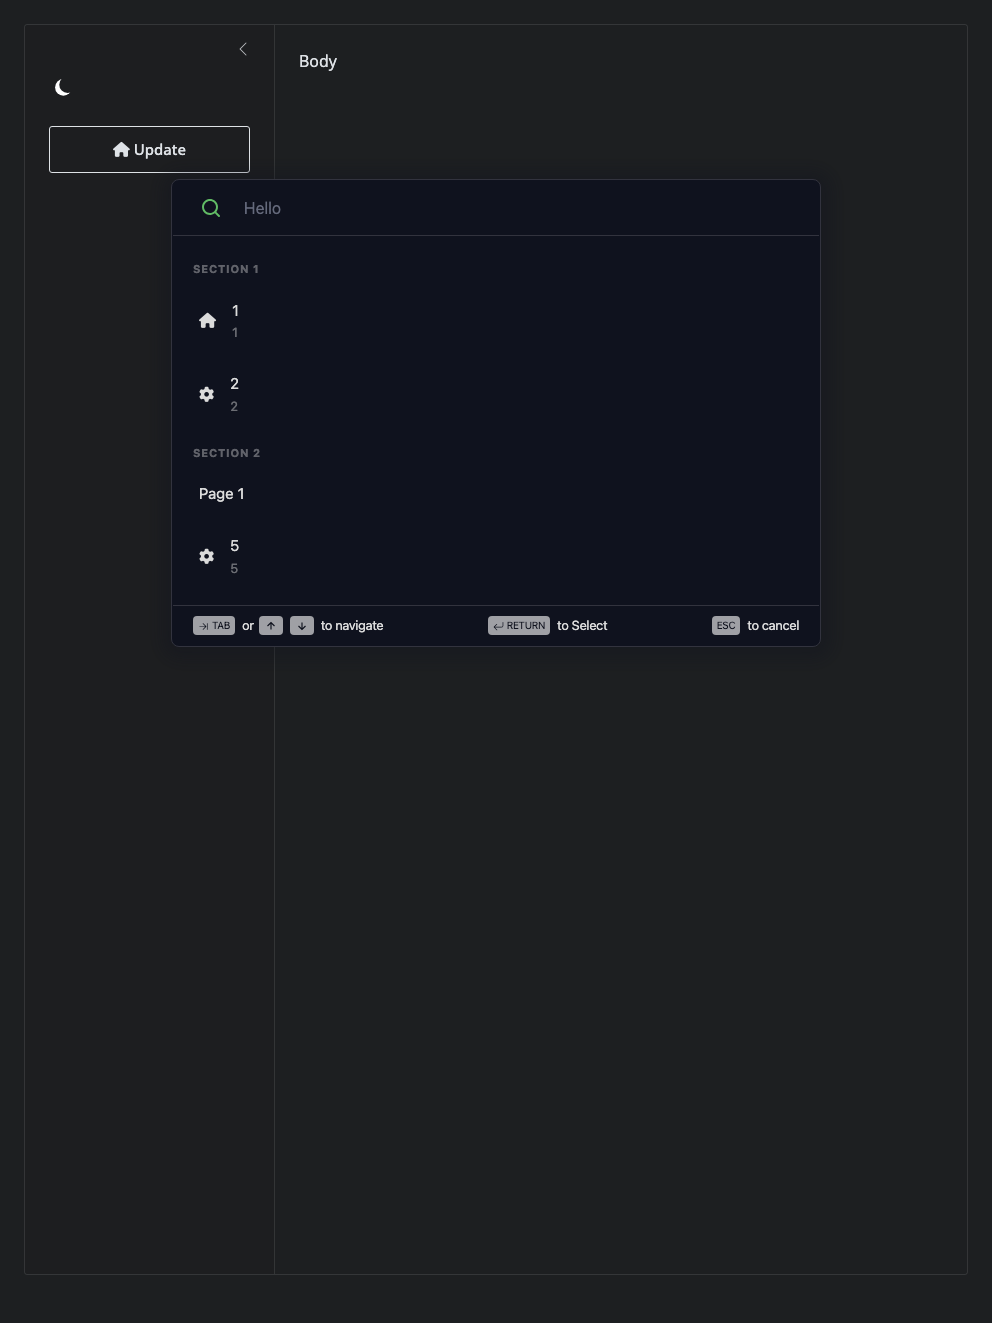 Body
Update
Hello
SECTION 1
1
1
2
2
SECTION 2
Page 1
5
5
TAB or to navigate RETURN to Select ESC to cancel